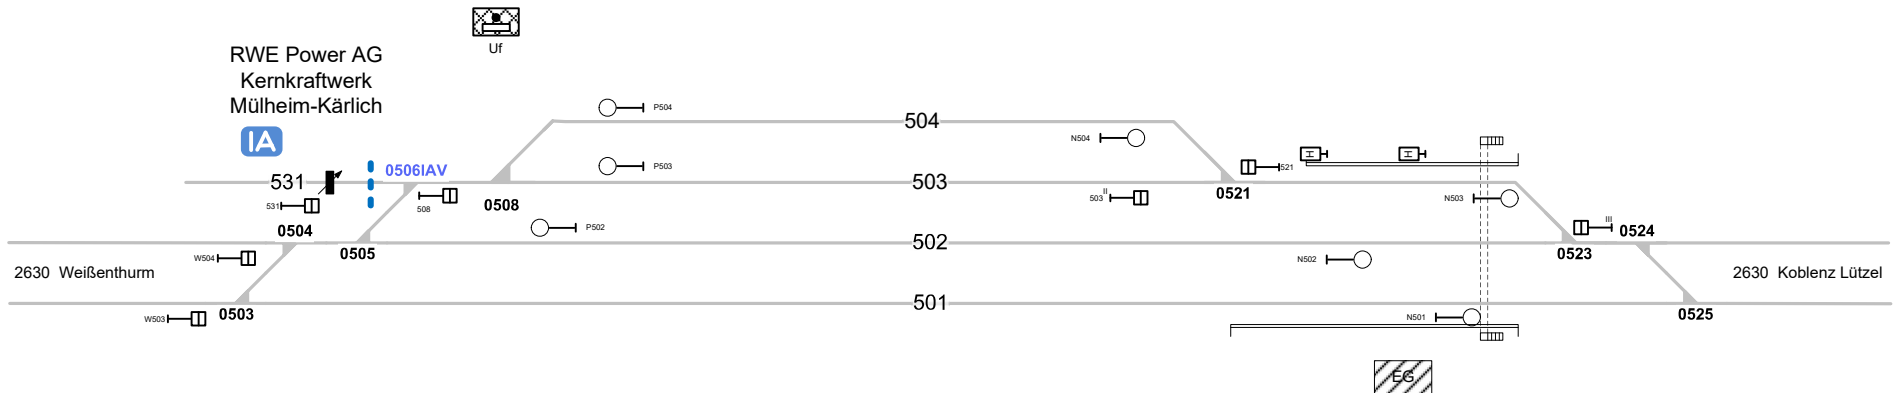 Uf
RWE Power AG
Kernkraftwerk
Mülheim-Kärlich
IA
P504
504
N504
0506IAV
P503
521
531
503
531
508
0508
503 II
0521
N503
0504
P502
III
0524
502
0505
0523
W504
N502
2630 Weißenthurm
2630 Koblenz Lützel
501
W503
0503
N501
0525
EG